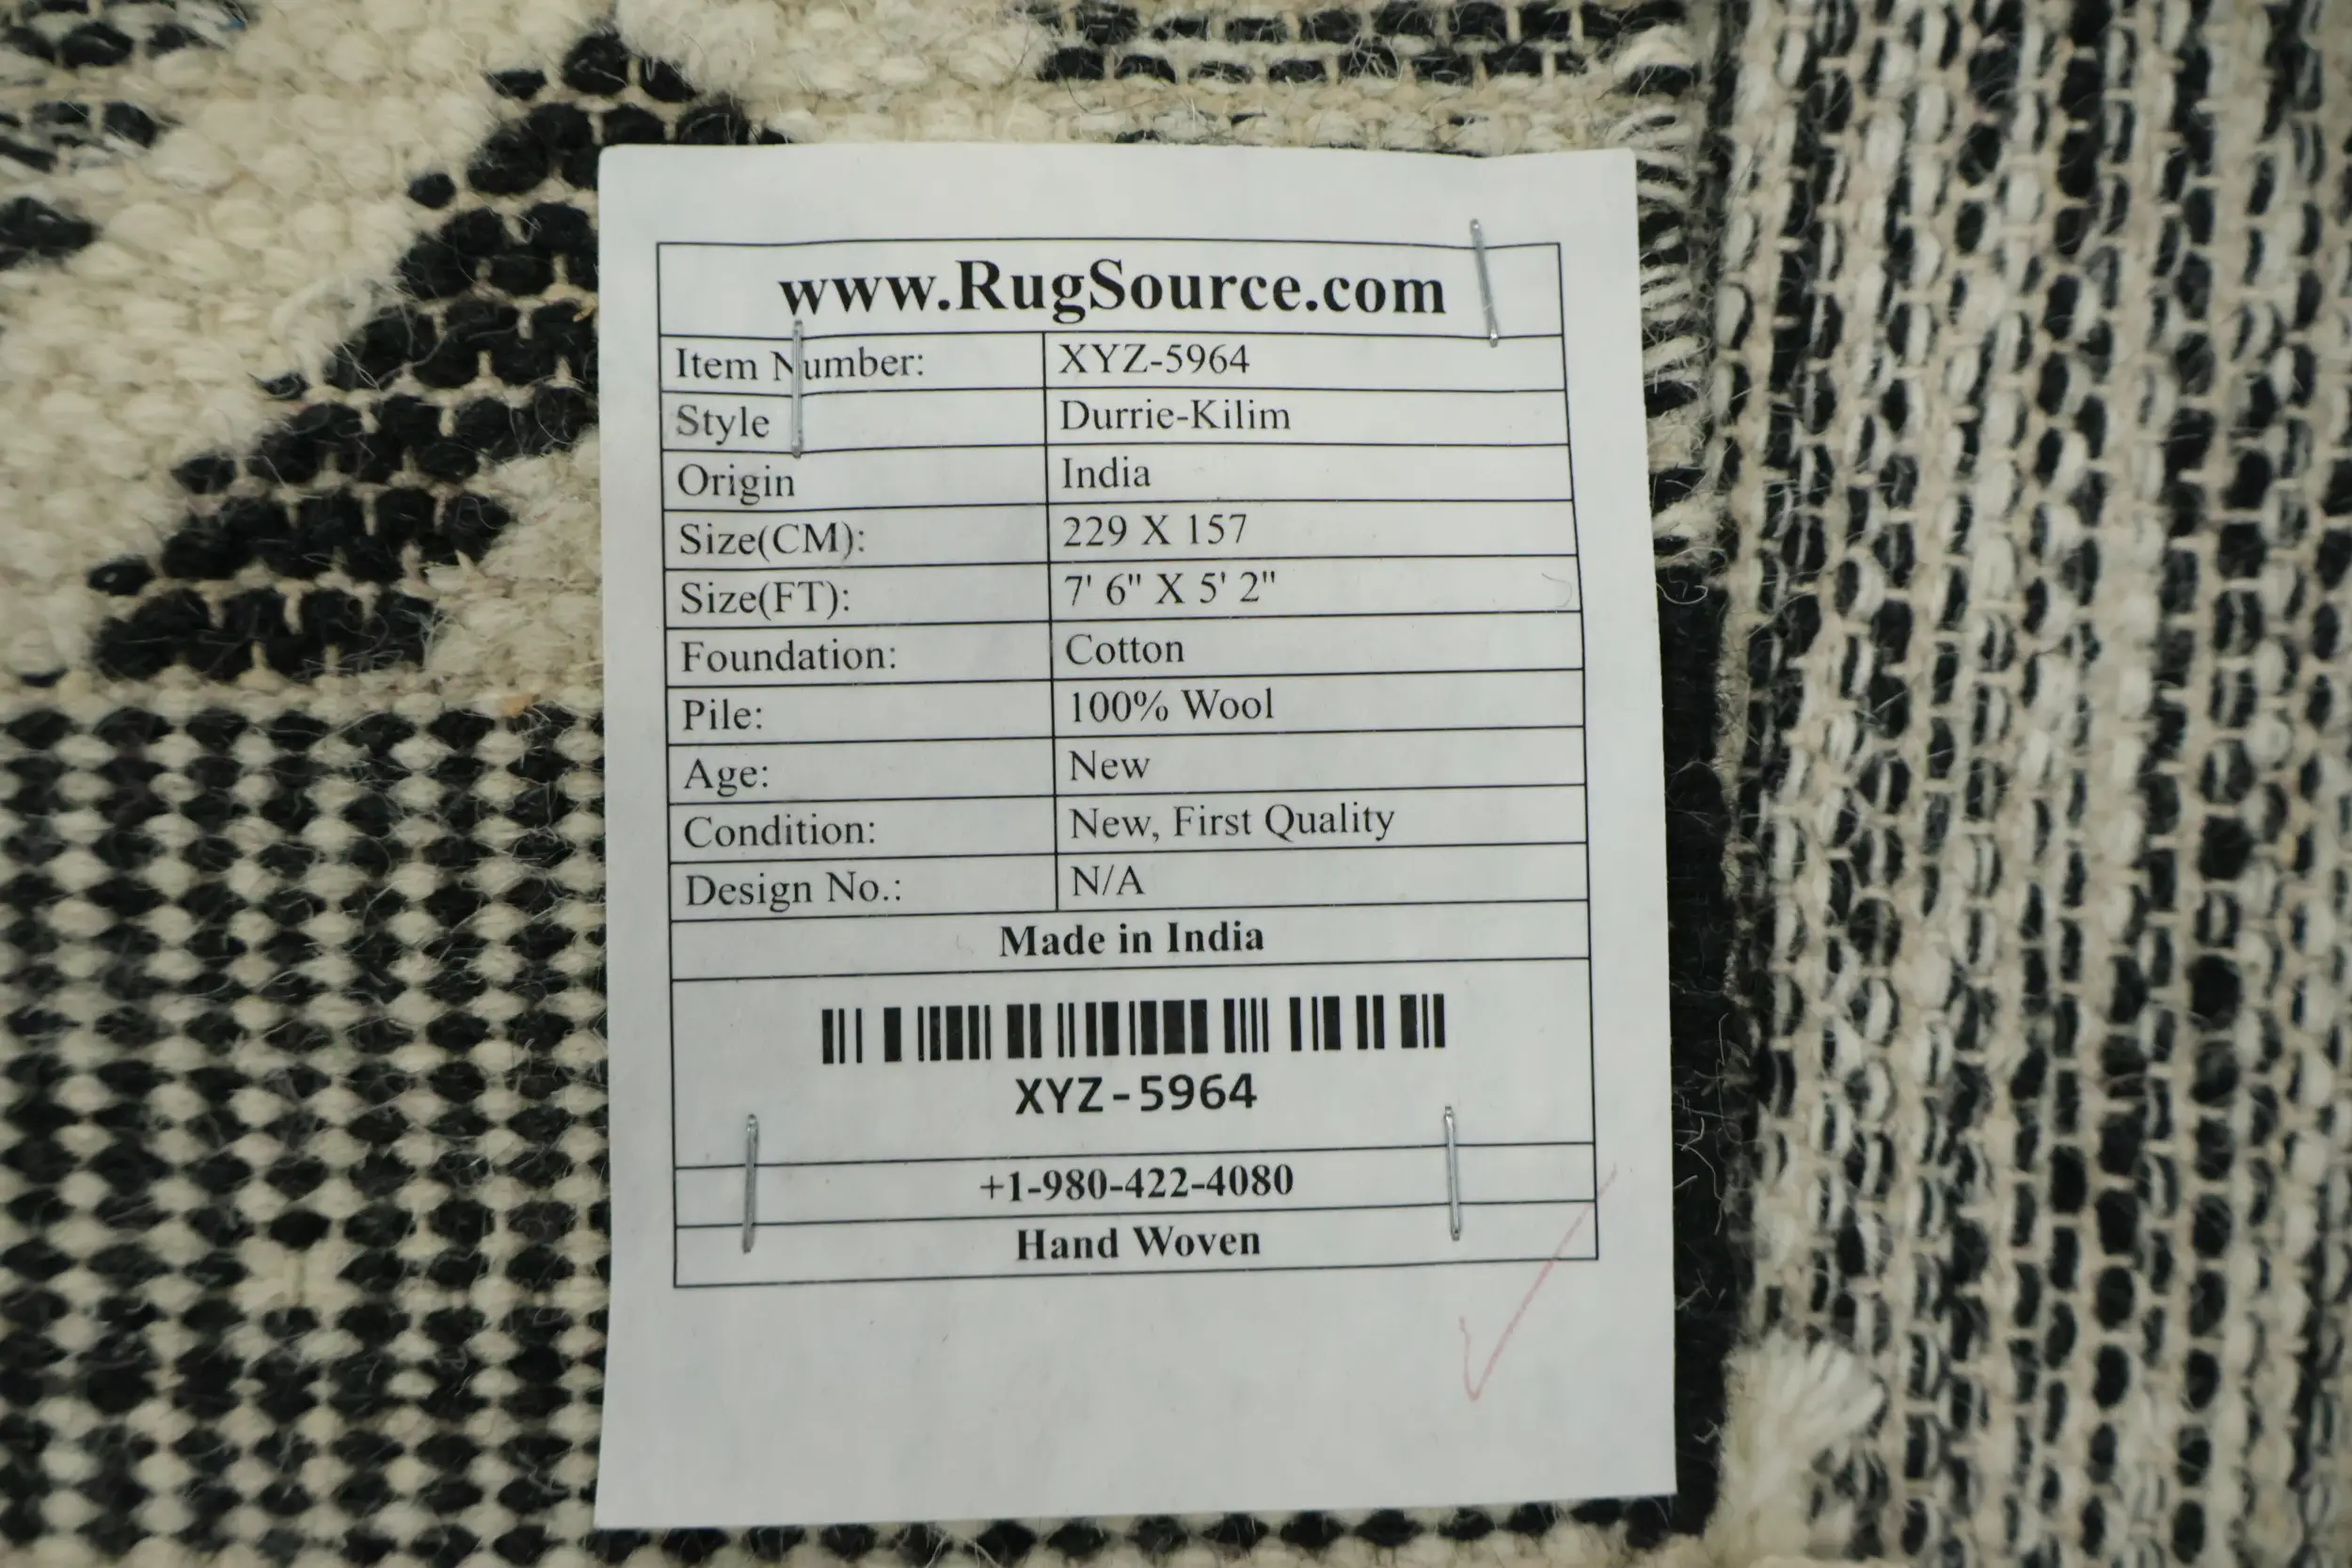 www.RugSource.com
Item Number: XYZ-5964
Style Durrie-Kilim
Origin India
Size(CM): 229 X 157
Size(FT): 7' 6" X 5' 2"
Foundation: Cotton
Pile: 100% Wool
Age: New
Condition: New, First Quality
Design No.: N/A
Made in India
XYZ-5964
+1-980-422-4080
Hand Woven